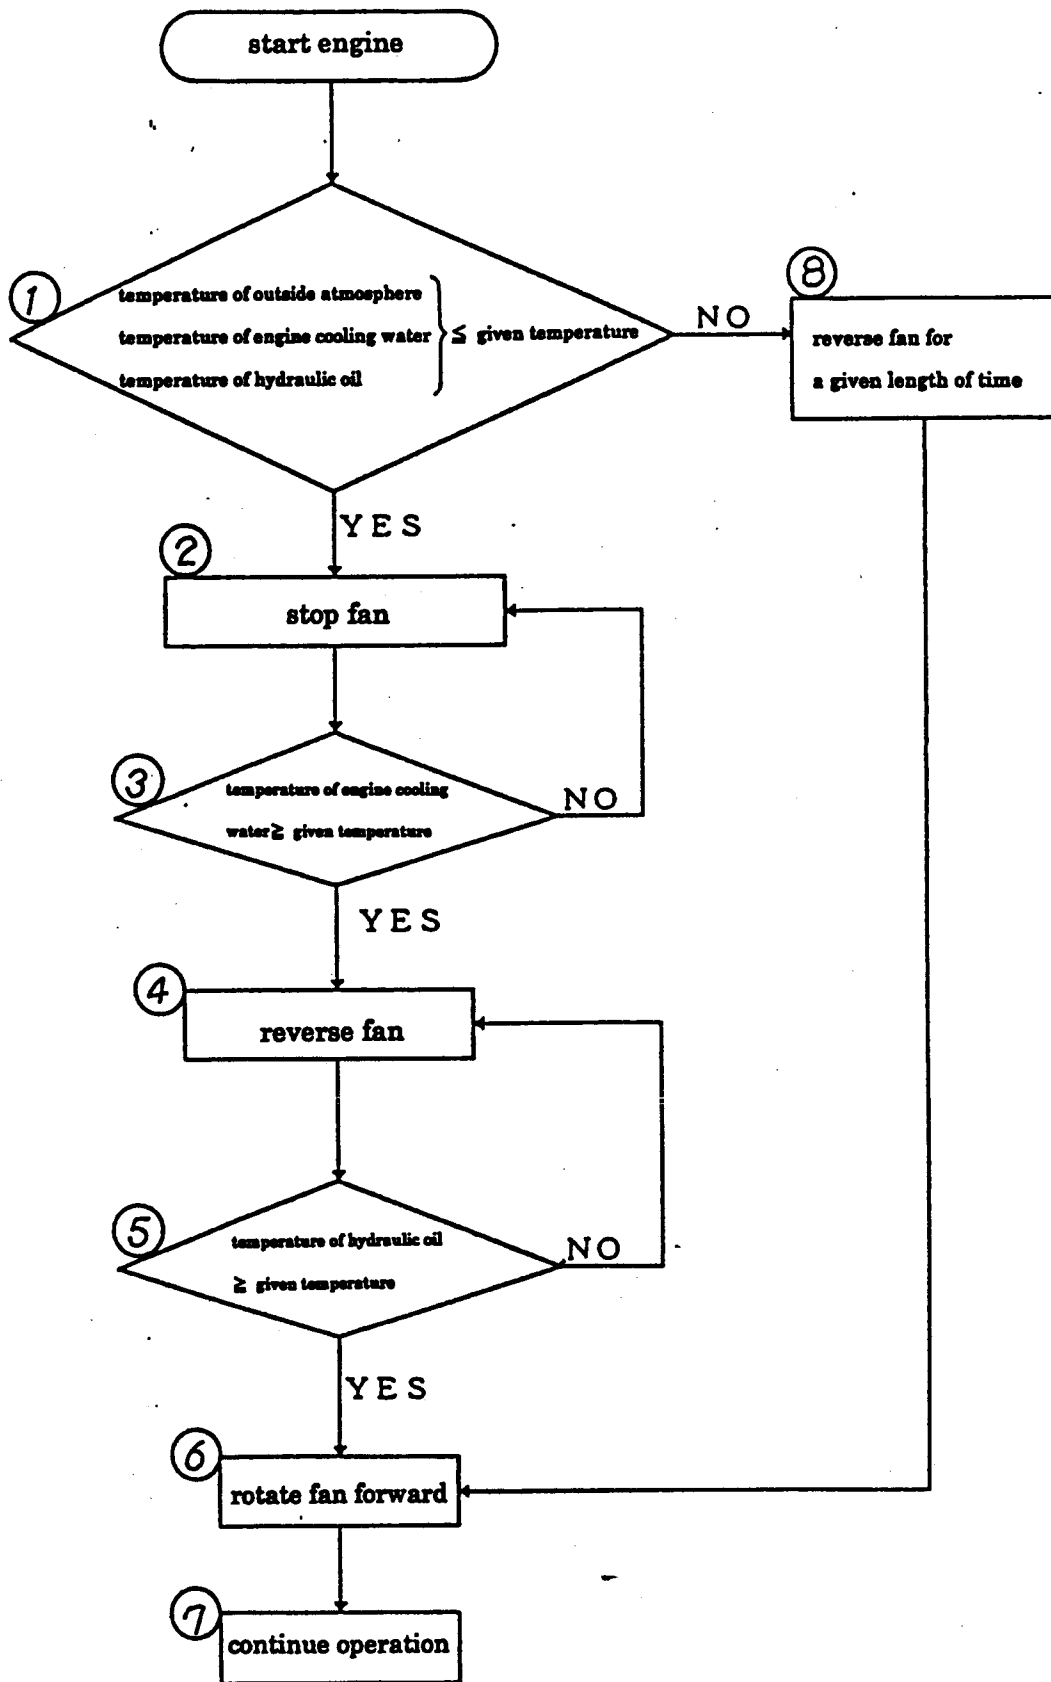 start engine
1
temperature of outside atmosphere
temperature of engine cooling water ≦ given temperature
temperature of hydraulic oil
NO
8
reverse fan for
a given length of time
YES
2
stop fan
3
temperature of engine cooling
water ≧ given temperature
NO
YES
4
reverse fan
5
temperature of hydraulic oil
≧ given temperature
NO
YES
6
rotate fan forward
7
continue operation